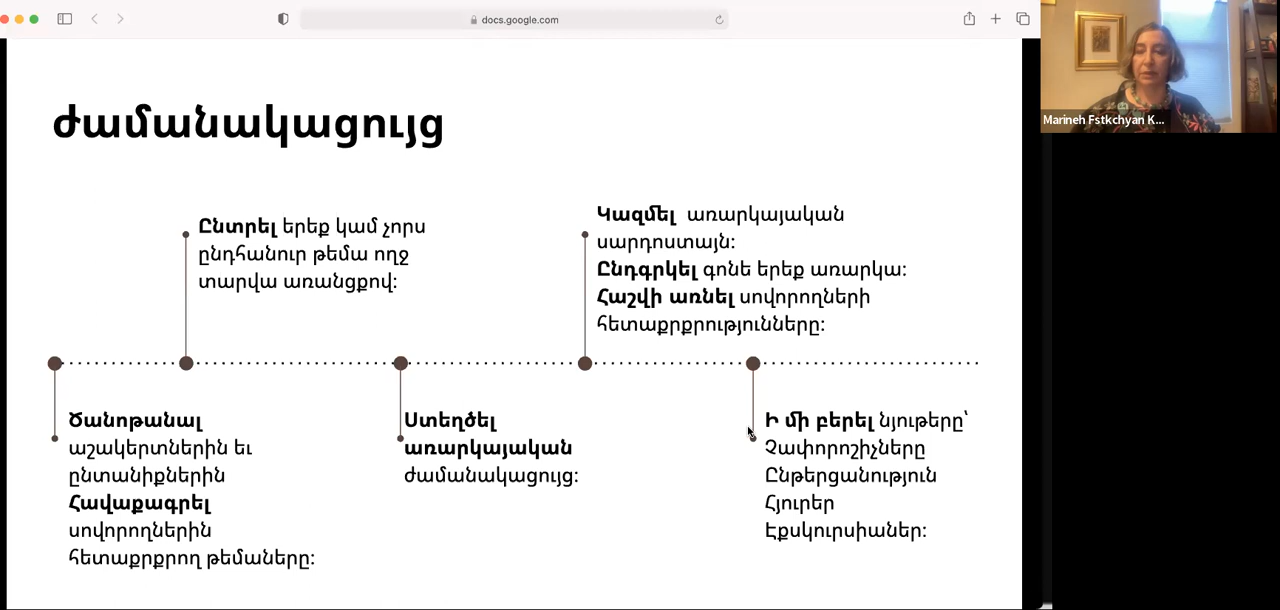 docs.google.com
Marineh Fstkchyan K...
ժամանակացույց
Ընտրել երեք կամ չորս
ընդհանուր թեմա ողջ
տարվա առանցքով:
Կազմել առարկայական
սարդոստայն:
Ընդգրկել գոնե երեք առարկա:
Հաշվի առնել սովորողների
հետաքրքրությունները:
Ծանոթանալ
աշակերտներին եւ
ընտանիքներին
Հավաքագրել
սովորողներին
հետաքրքրող թեմաները:
Ստեղծել
առարկայական
ժամանակացույց:
Ի մի բերել նյութերը՝
Չափորոշիչները
Ընթերցանություն
Հյուրեր
Էքսկուրսիաներ: